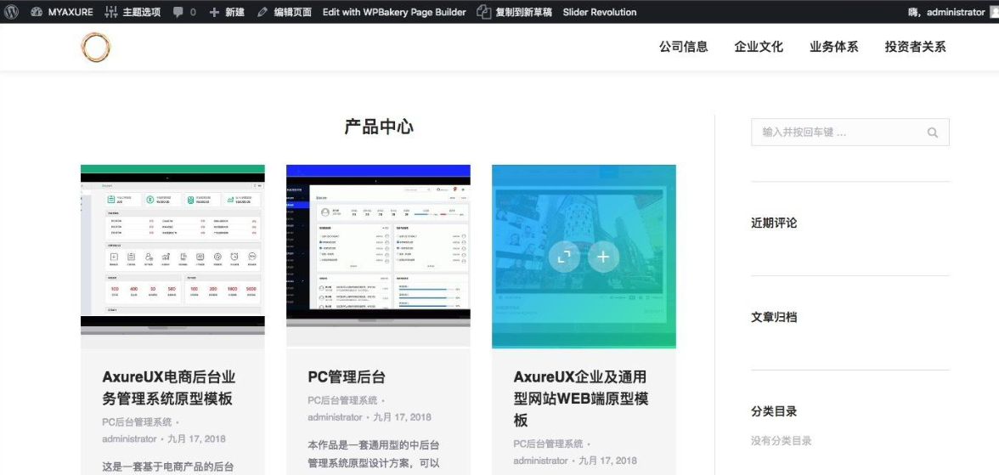 MYAXURE 主题选项 0 新建 编辑页面 Edit with WPBakery Page Builder 复制到新草稿 Slider Revolution 嗨，administrator
公司信息 企业文化 业务体系 投资者关系
产品中心
输入并按回车键 …
近期评论
文章归档
分类目录
没有分类目录
AxureUX电商后台业
务管理系统原型模板
PC后台管理系统 •
administrator • 九月 17, 2018
这是一套基于电商产品的后台
PC管理后台
PC后台管理系统 •
administrator • 九月 17, 2018
本作品是一套通用型的中后台
管理系统原型设计方案，可以
AxureUX企业及通用
型网站WEB端原型模
板
PC后台管理系统 •
administrator • 九月 17, 2018